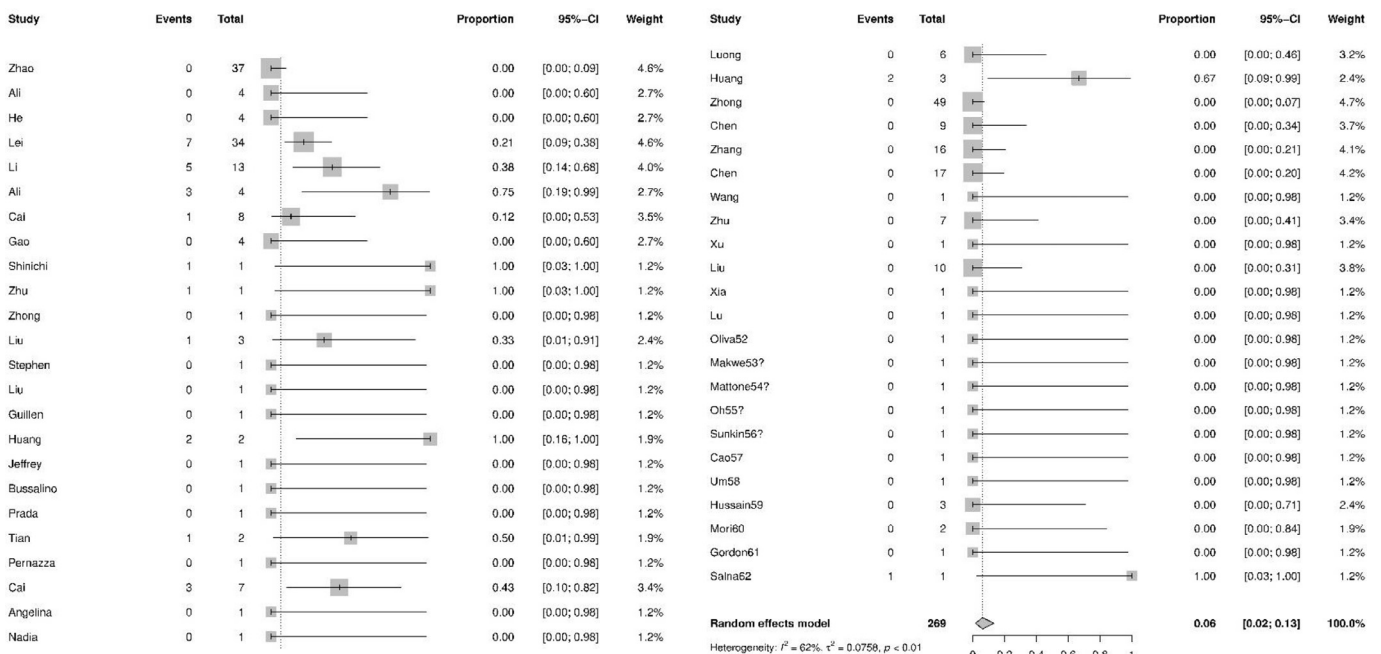 Study Events Total Proportion 95%−CI Weight
Zhao 0 37 0.00 [0.00; 0.09] 4.6%
Ali 0 4 0.00 [0.00; 0.60] 2.7%
He 0 4 0.00 [0.00; 0.60] 2.7%
Lei 7 34 0.21 [0.09; 0.38] 4.6%
Li 5 13 0.38 [0.14; 0.68] 4.0%
Ali 3 4 0.75 [0.19; 0.99] 2.7%
Cai 1 8 0.12 [0.00; 0.53] 3.5%
Gao 0 4 0.00 [0.00; 0.60] 2.7%
Shinichi 1 1 1.00 [0.03; 1.00] 1.2%
Zhu 1 1 1.00 [0.03; 1.00] 1.2%
Zhong 0 1 0.00 [0.00; 0.98] 1.2%
Liu 1 3 0.33 [0.01; 0.91] 2.4%
Stephen 0 1 0.00 [0.00; 0.98] 1.2%
Liu 0 1 0.00 [0.00; 0.98] 1.2%
Guillen 0 1 0.00 [0.00; 0.98] 1.2%
Huang 2 2 1.00 [0.16; 1.00] 1.9%
Jeffrey 0 1 0.00 [0.00; 0.98] 1.2%
Bussalino 0 1 0.00 [0.00; 0.98] 1.2%
Prada 0 1 0.00 [0.00; 0.98] 1.2%
Tian 1 2 0.50 [0.01; 0.99] 1.9%
Pernazza 0 1 0.00 [0.00; 0.98] 1.2%
Cai 3 7 0.43 [0.10; 0.82] 3.4%
Angelina 0 1 0.00 [0.00; 0.98] 1.2%
Nadia 0 1 0.00 [0.00; 0.98] 1.2%
Study Events Total Proportion 95%−CI Weight
Luong 0 6 0.00 [0.00; 0.46] 3.2%
Huang 2 3 0.67 [0.09; 0.99] 2.4%
Zhong 0 49 0.00 [0.00; 0.07] 4.7%
Chen 0 9 0.00 [0.00; 0.34] 3.7%
Zhang 0 16 0.00 [0.00; 0.21] 4.1%
Chen 0 17 0.00 [0.00; 0.20] 4.2%
Wang 0 1 0.00 [0.00; 0.98] 1.2%
Zhu 0 7 0.00 [0.00; 0.41] 3.4%
Xu 0 1 0.00 [0.00; 0.98] 1.2%
Liu 0 10 0.00 [0.00; 0.31] 3.8%
Xia 0 1 0.00 [0.00; 0.98] 1.2%
Lu 0 1 0.00 [0.00; 0.98] 1.2%
Oliva52 0 1 0.00 [0.00; 0.98] 1.2%
Makwe53? 0 1 0.00 [0.00; 0.98] 1.2%
Mattone54? 0 1 0.00 [0.00; 0.98] 1.2%
Oh55? 0 1 0.00 [0.00; 0.98] 1.2%
Sunkin56? 0 1 0.00 [0.00; 0.98] 1.2%
Cao57 0 1 0.00 [0.00; 0.98] 1.2%
Um58 0 1 0.00 [0.00; 0.98] 1.2%
Hussain59 0 3 0.00 [0.00; 0.71] 2.4%
Mori60 0 2 0.00 [0.00; 0.84] 1.9%
Gordon61 0 1 0.00 [0.00; 0.98] 1.2%
Salna62 1 1 1.00 [0.03; 1.00] 1.2%
Random effects model 269 0.06 [0.02; 0.13] 100.0%
Heterogeneity: I² = 62%, τ² = 0.0758, p < 0.01
0 0.2 0.4 0.6 0.8 1